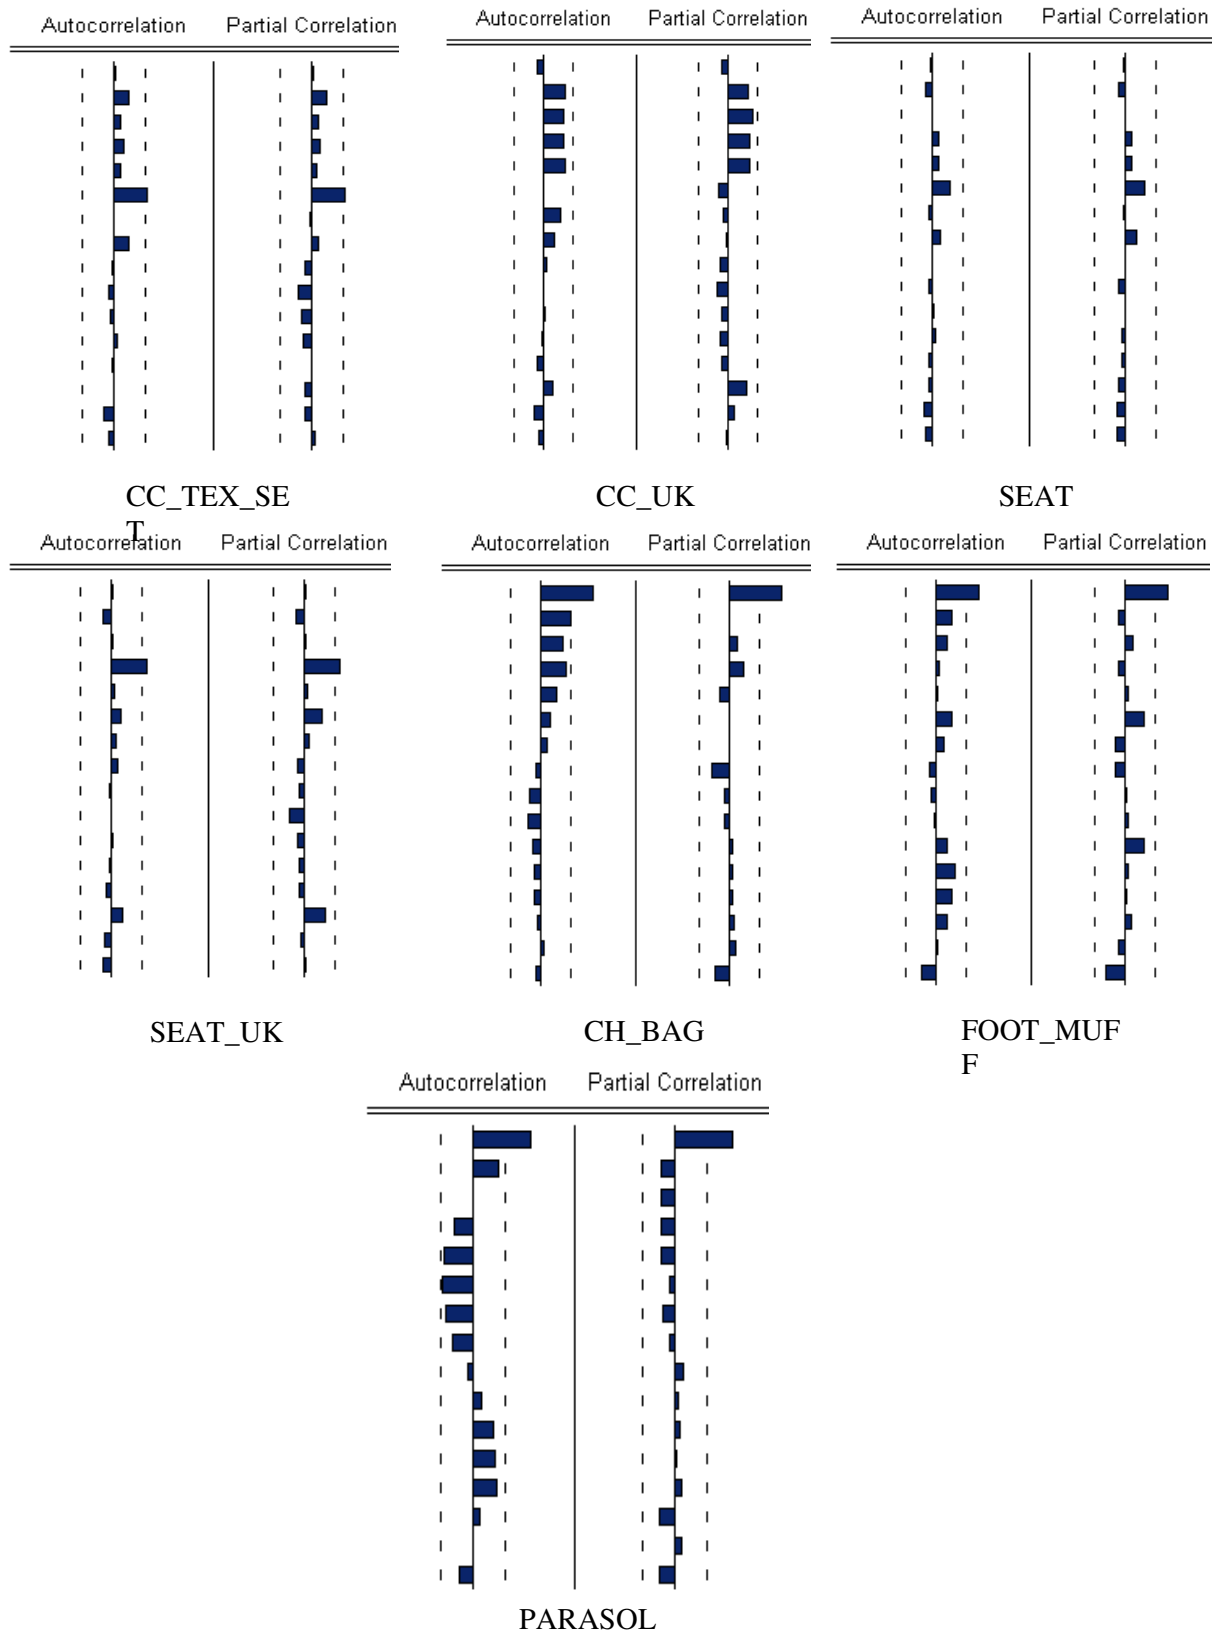 Autocorrelation Partial Correlation
Autocorrelation Partial Correlation
Autocorrelation Partial Correlation
CC_TEX_SE
T
CC_UK
SEAT
Autocorrelation Partial Correlation
Autocorrelation Partial Correlation
Autocorrelation Partial Correlation
SEAT_UK
CH_BAG
FOOT_MUF
F
Autocorrelation Partial Correlation
PARASOL